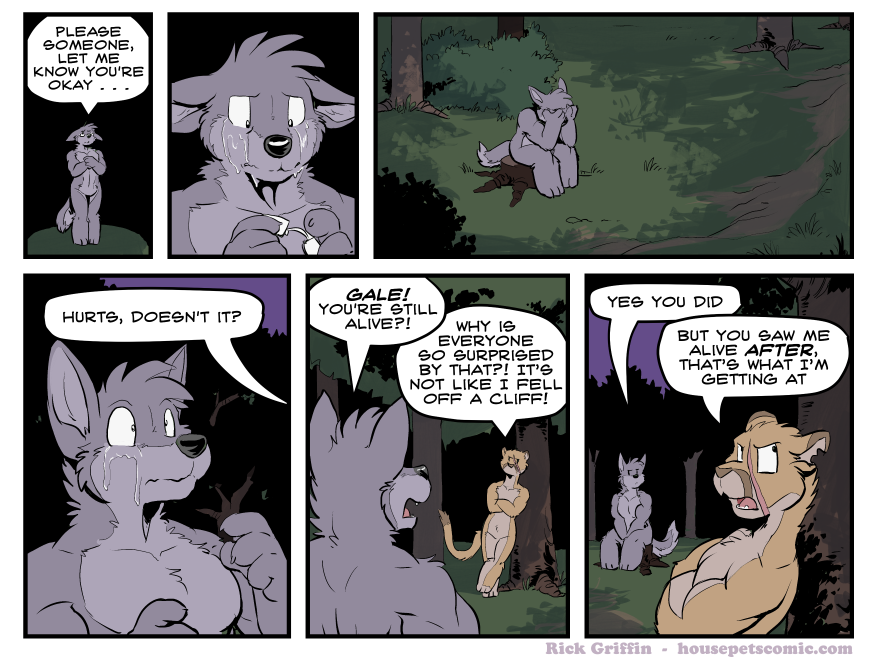 PLEASE
SOMEONE,
LET ME
KNOW YOU'RE
OKAY . . .
HURTS, DOESN'T IT?
GALE!
YOU'RE STILL
ALIVE?!
WHY IS
EVERYONE
SO SURPRISED
BY THAT?! IT'S
NOT LIKE I FELL
OFF A CLIFF!
YES YOU DID
BUT YOU SAW ME
ALIVE AFTER,
THAT'S WHAT I'M
GETTING AT
Rick Griffin - housepetscomic.com